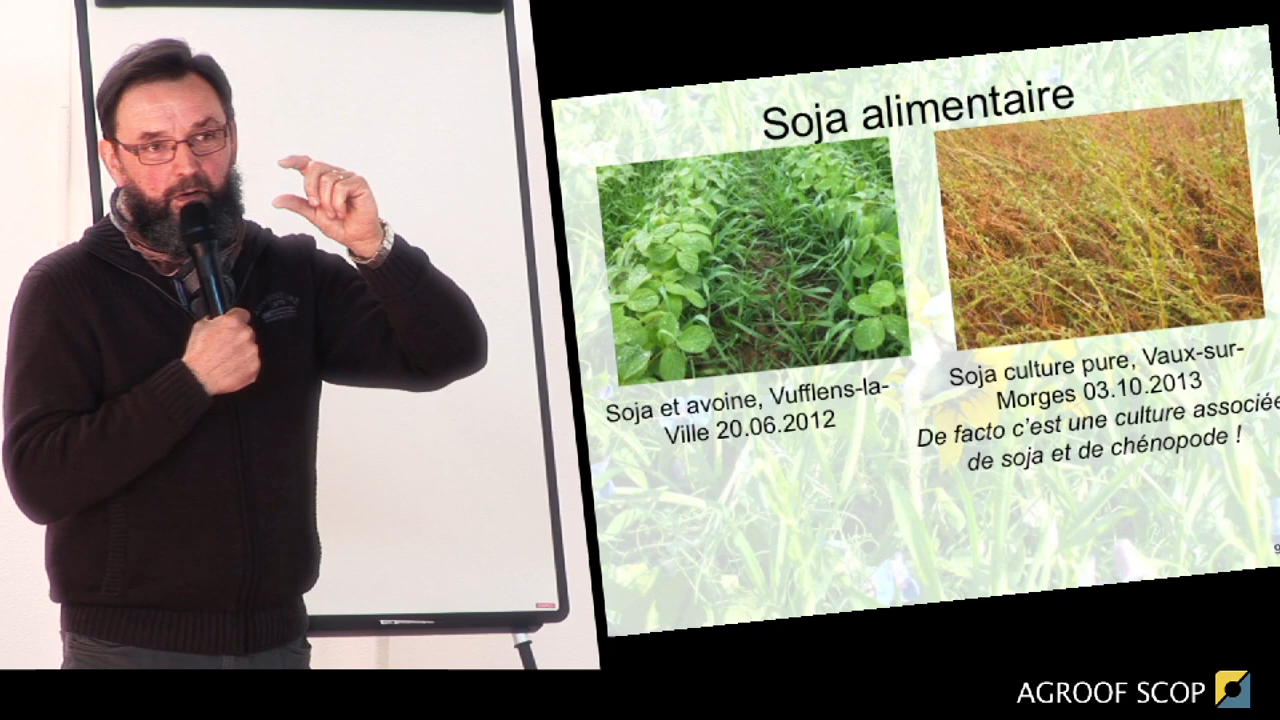 Soja alimentaire
Soja et avoine, Vufflens-la-
Ville 20.06.2012
Soja culture pure, Vaux-sur-
Morges 03.10.2013
De facto c’est une culture associée
de soja et de chénopode !
AGROOF SCOP